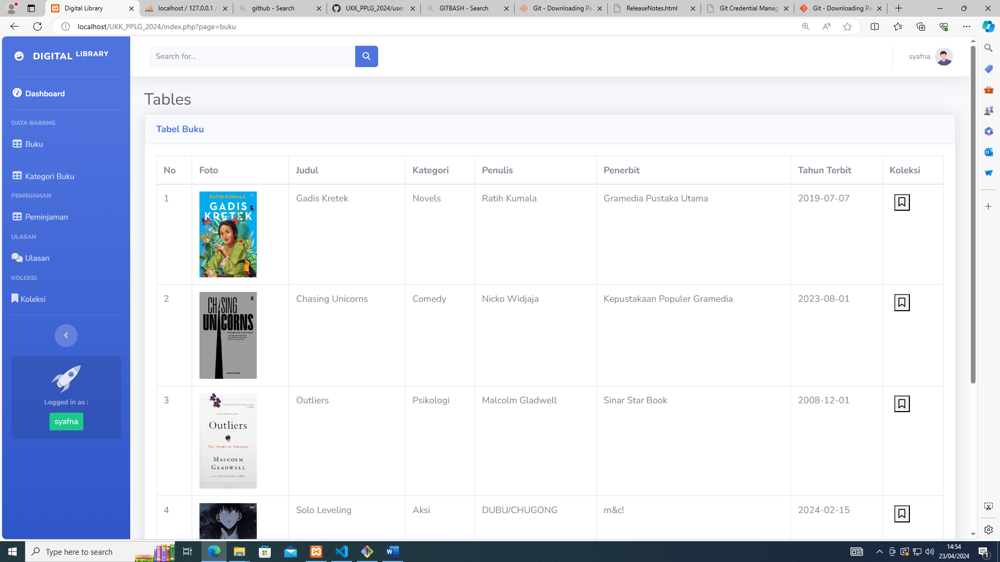 Digital Library
localhost / 127.0.0.1 /
github - Search
UKK_PPLG_2024/user-
GITBASH - Search
Git - Downloading Pa
ReleaseNotes.html
Git Credential Manag
Git - Downloading Pa
localhost/UKK_PPLG_2024/index.php?page=buku
DIGITAL LIBRARY
Search for...
syafna
Dashboard
DATA BARANG
Buku
Kategori Buku
PEMINJAMAN
Peminjaman
ULASAN
Ulasan
KOLEKSI
Koleksi
Logged in as :
syafna
Tables
Tabel Buku
No Foto Judul Kategori Penulis Penerbit Tahun Terbit Koleksi
1 Gadis Kretek Novels Ratih Kumala Gramedia Pustaka Utama 2019-07-07
RATIH KUMALA
GADIS
KRETEK
2 Chasing Unicorns Comedy Nicko Widjaja Kepustakaan Populer Gramedia 2023-08-01
CHASING
UNICORNS
3 Outliers Psikologi Malcolm Gladwell Sinar Star Book 2008-12-01
Outliers
THE STORY OF SUCCESS
MALCOLM
GLADWELL
4 Solo Leveling Aksi DUBU/CHUGONG m&c! 2024-02-15
Type here to search
14:54
23/04/2024
1